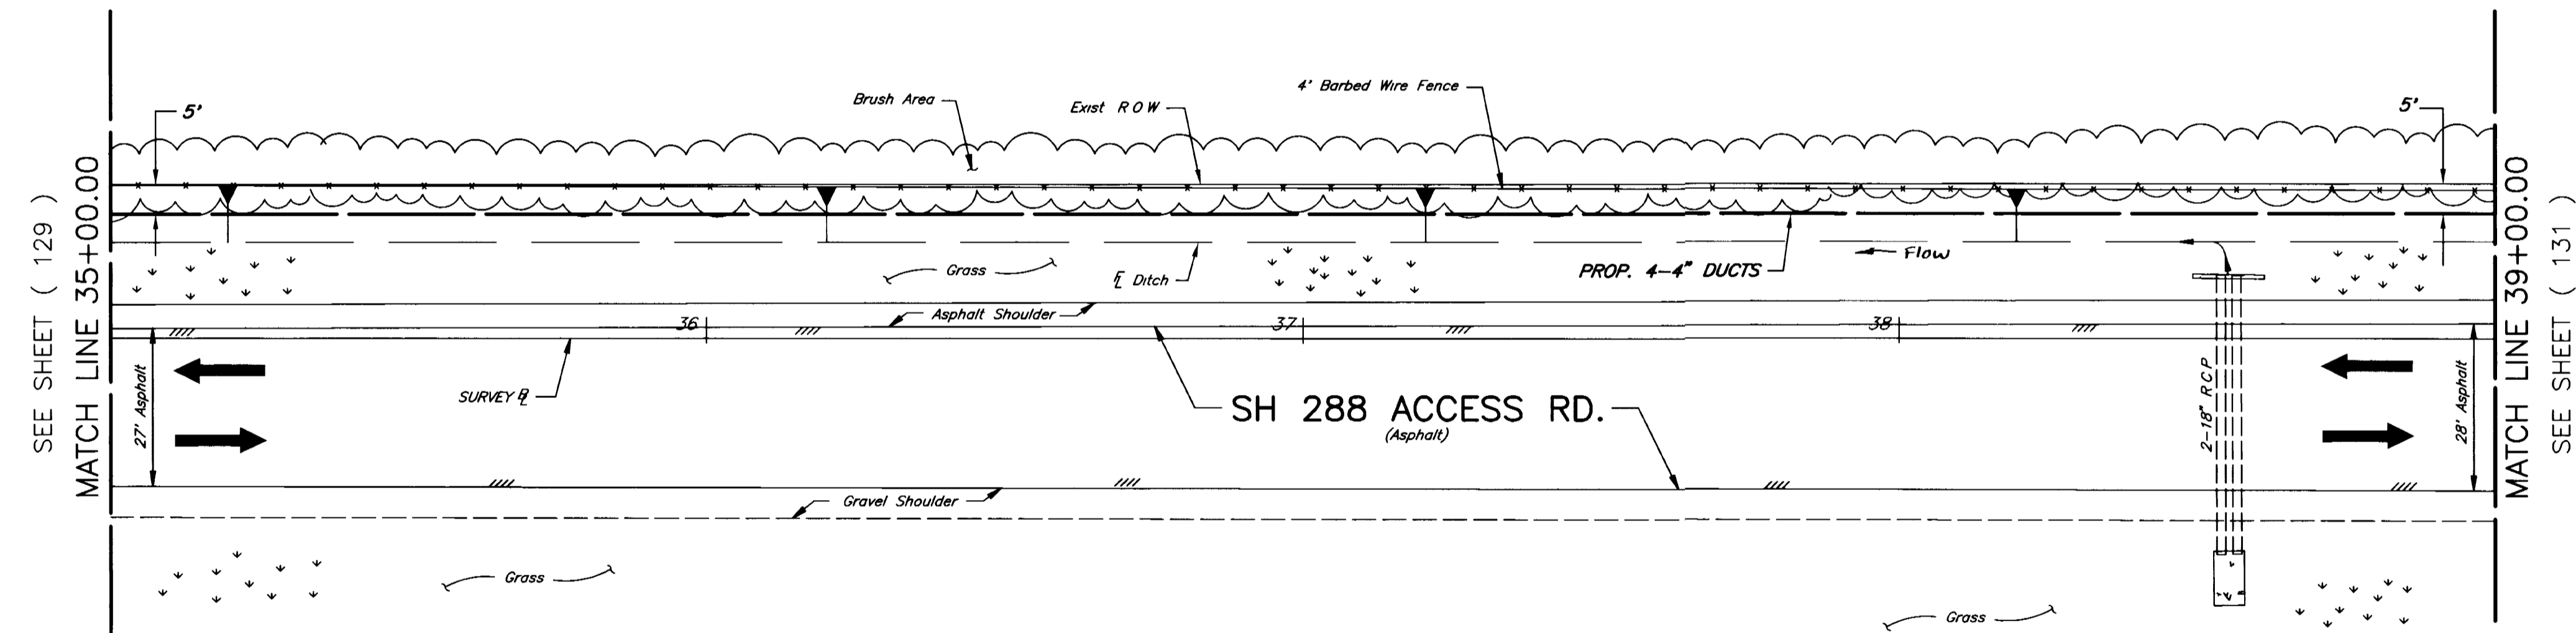 SEE SHEET ( 129 )
MATCH LINE 35+00.00
5'
Brush Area
Exist R O W
4' Barbed Wire Fence
5'
Grass
℄ Ditch
PROP. 4-4" DUCTS
Flow
Asphalt Shoulder
36
37
38
27' Asphalt
SURVEY
SH 288 ACCESS RD.
(Asphalt)
2-18" RCP
28' Asphalt
Gravel Shoulder
Grass
Grass
MATCH LINE 39+00.00
SEE SHEET ( 131 )